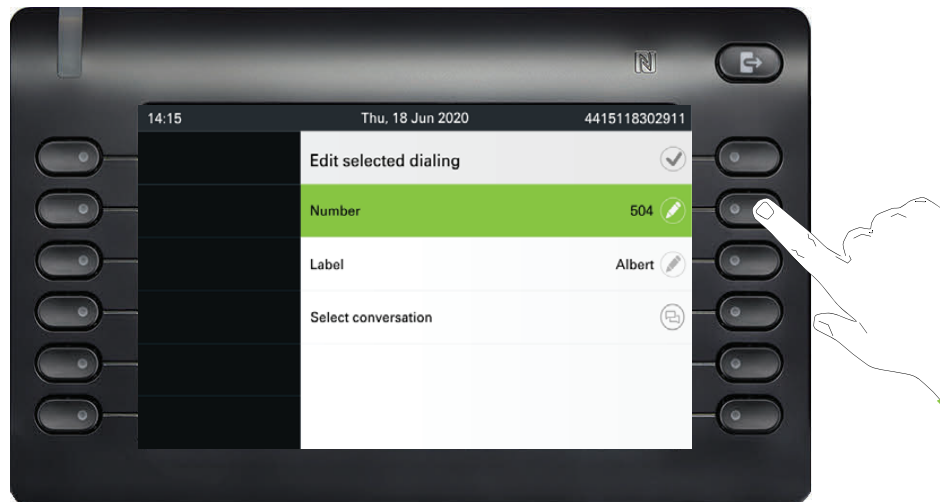 14:15 Thu, 18 Jun 2020 4415118302911
Edit selected dialing
Number 504
Label Albert
Select conversation